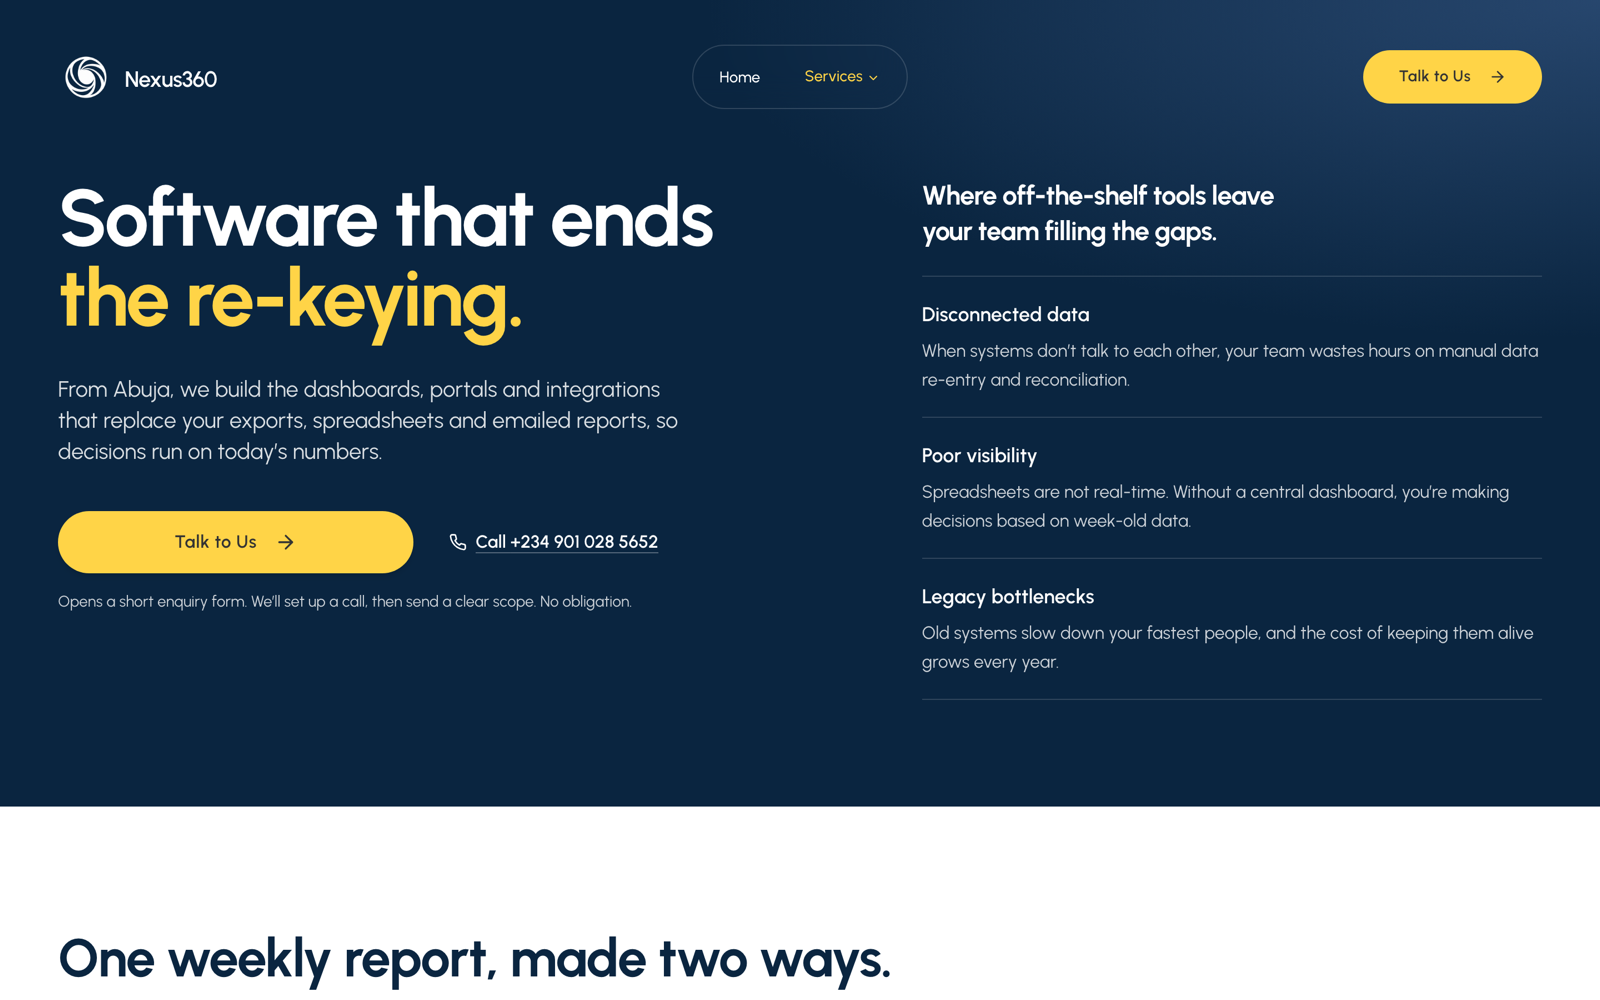 Nexus360
Home
Services
Talk to Us
Software that ends
the re-keying.
From Abuja, we build the dashboards, portals and integrations
that replace your exports, spreadsheets and emailed reports, so
decisions run on today’s numbers.
Talk to Us
Call +234 901 028 5652
Opens a short enquiry form. We’ll set up a call, then send a clear scope. No obligation.
Where off-the-shelf tools leave
your team filling the gaps.
Disconnected data
When systems don’t talk to each other, your team wastes hours on manual data
re-entry and reconciliation.
Poor visibility
Spreadsheets are not real-time. Without a central dashboard, you’re making
decisions based on week-old data.
Legacy bottlenecks
Old systems slow down your fastest people, and the cost of keeping them alive
grows every year.
One weekly report, made two ways.